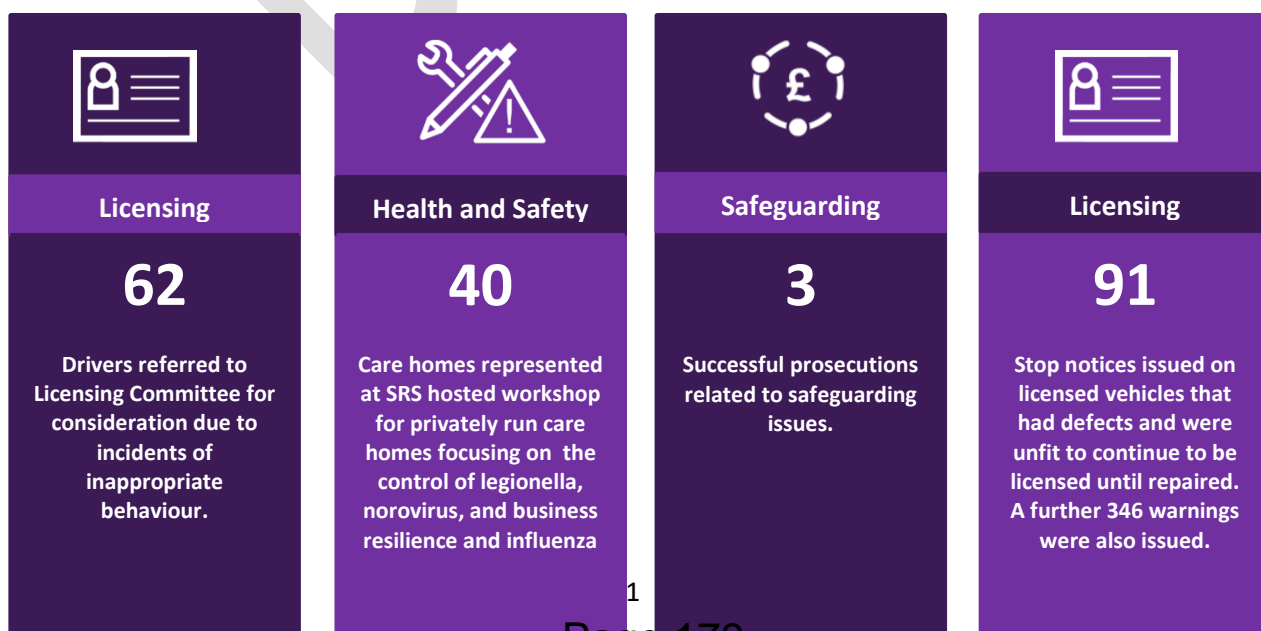 Licensing
62
Drivers referred to
Licensing Committee for
consideration due to
incidents of
inappropriate
behaviour.
Health and Safety
40
Care homes represented
at SRS hosted workshop
for privately run care
homes focusing on the
control of legionella,
norovirus, and business
resilience and influenza
£
Safeguarding
3
Successful prosecutions
related to safeguarding
issues.
Licensing
91
Stop notices issued on
licensed vehicles that
had defects and were
unfit to continue to be
licensed until repaired.
A further 346 warnings
were also issued.
1